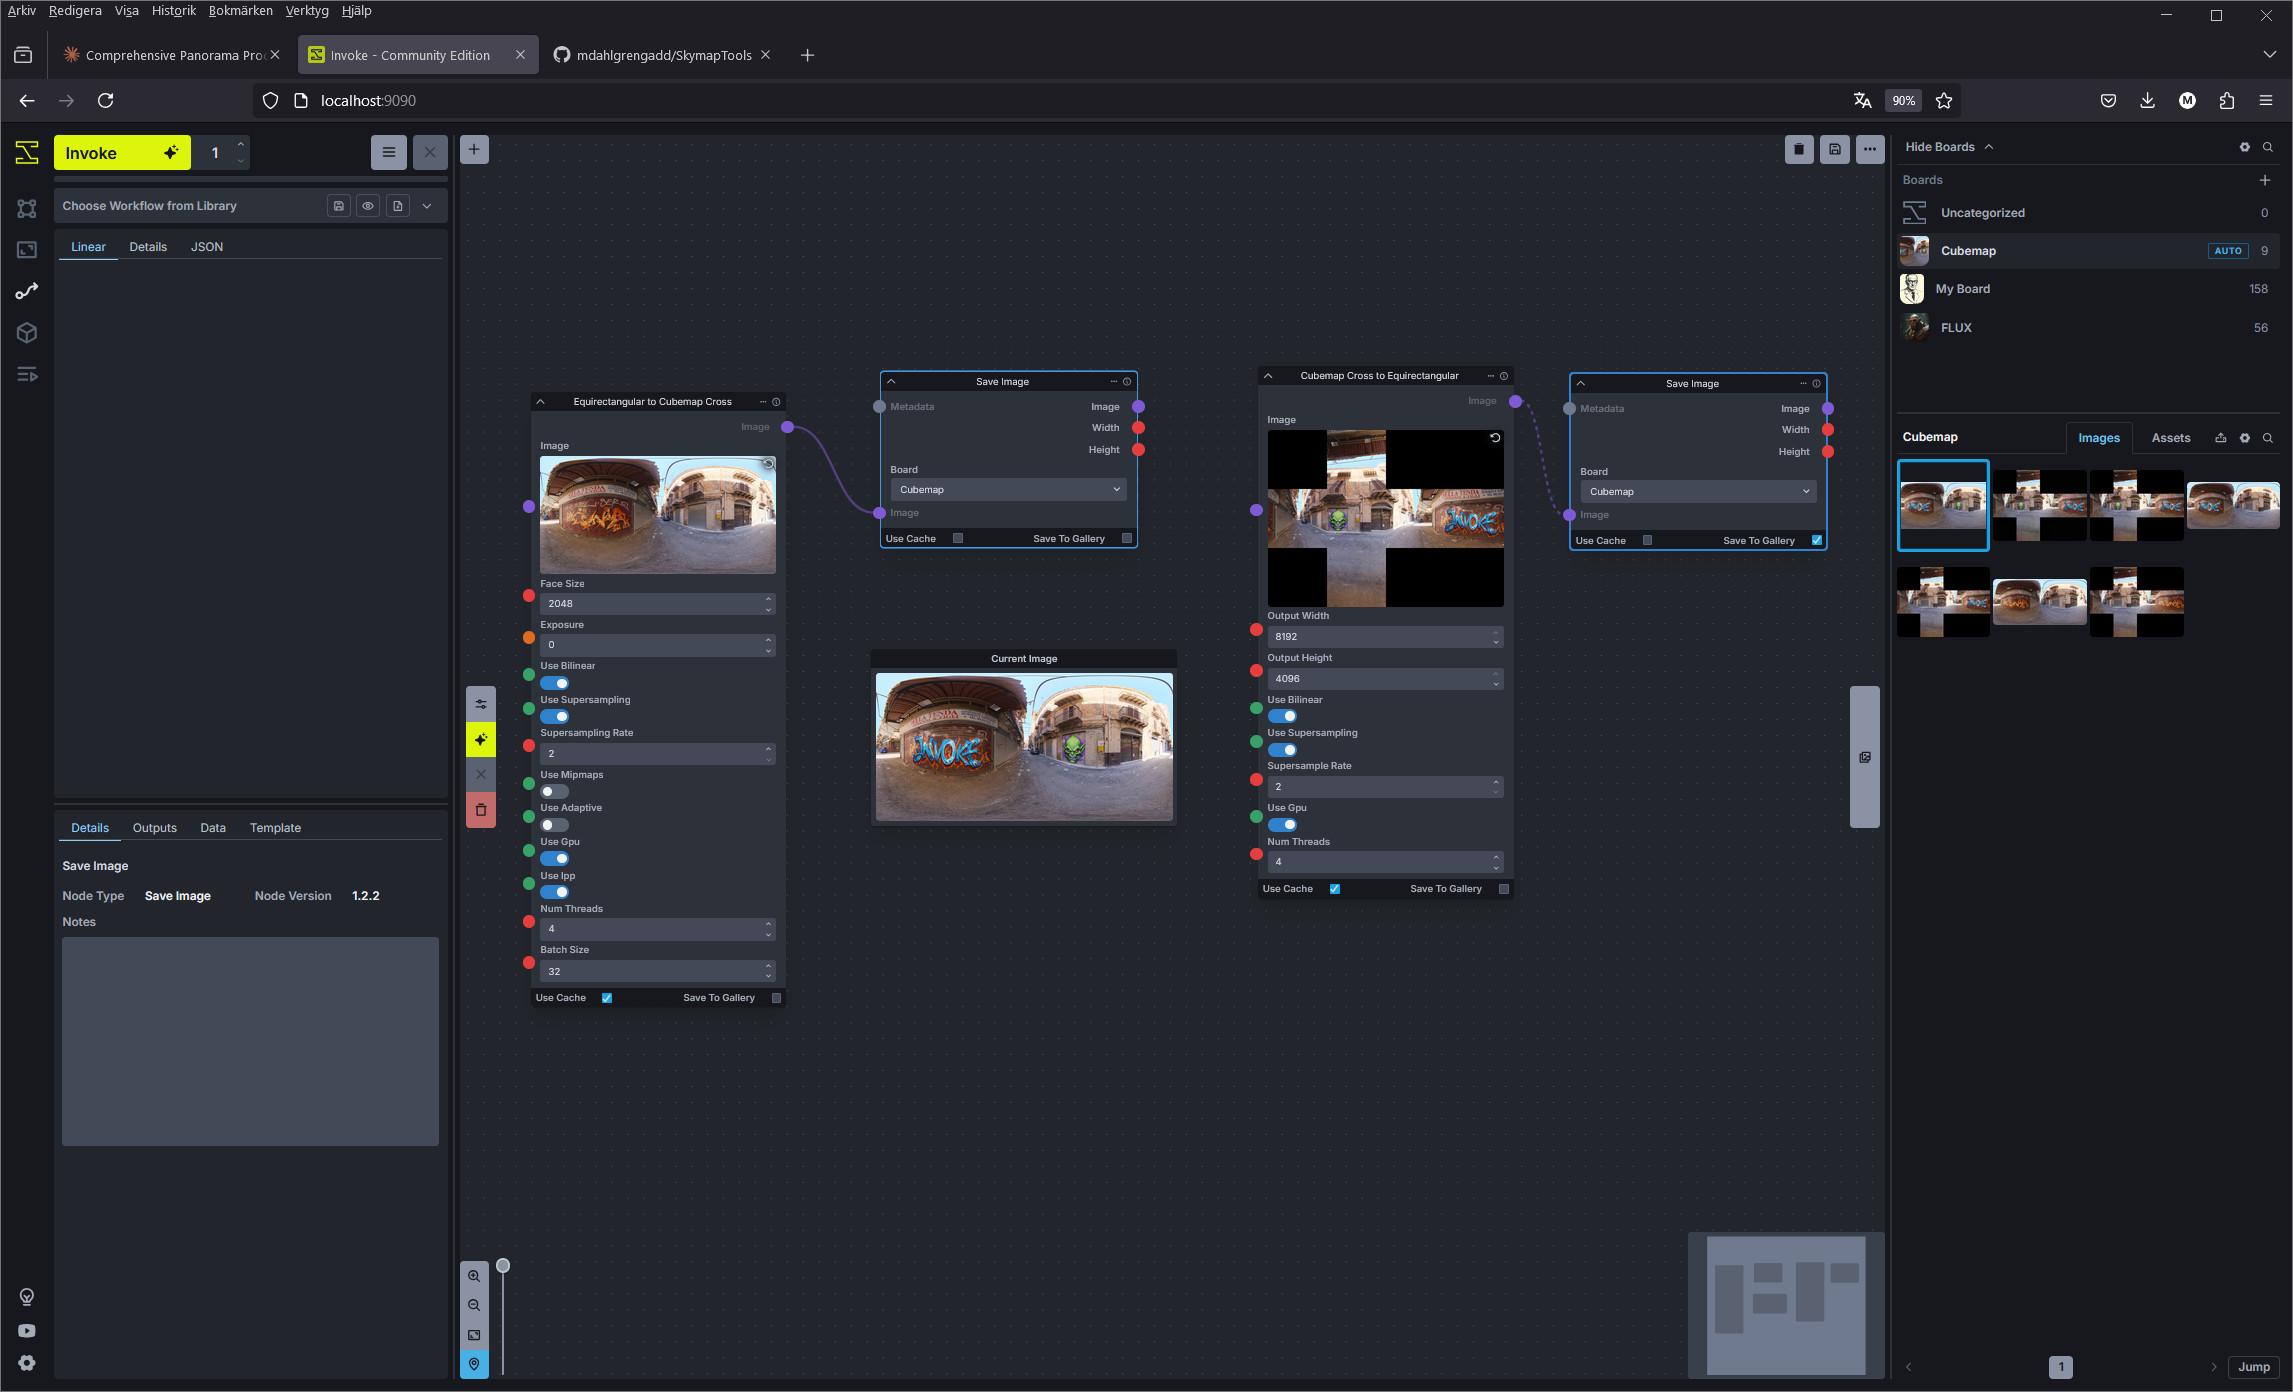 Arkiv Redigera Visa Historik Bokmärken Verktyg Hjälp
Comprehensive Panorama Pro
Invoke - Community Edition
mdahlgrengadd/SkymapTools
localhost:9090
90%
M
Invoke
1
Choose Workflow from Library
Linear Details JSON
Details Outputs Data Template
Save Image
Node Type Save Image Node Version 1.2.2
Notes
Equirectangular to Cubemap Cross
Image
Image
Face Size
2048
Exposure
0
Use Bilinear
Use Supersampling
Supersampling Rate
2
Use Mipmaps
Use Adaptive
Use Gpu
Use Ipp
Num Threads
4
Batch Size
32
Use Cache Save To Gallery
Save Image
Metadata Image
Width
Height
Board
Cubemap
Image
Use Cache Save To Gallery
Current Image
INVOKE
Cubemap Cross to Equirectangular
Image
Image
INVOKE
Output Width
8192
Output Height
4096
Use Bilinear
Use Supersampling
Supersample Rate
2
Use Gpu
Num Threads
4
Use Cache Save To Gallery
Save Image
Metadata Image
Width
Height
Board
Cubemap
Image
Use Cache Save To Gallery
Hide Boards
Boards
Uncategorized 0
Cubemap AUTO 9
My Board 158
FLUX 56
Cubemap Images Assets
1 Jump